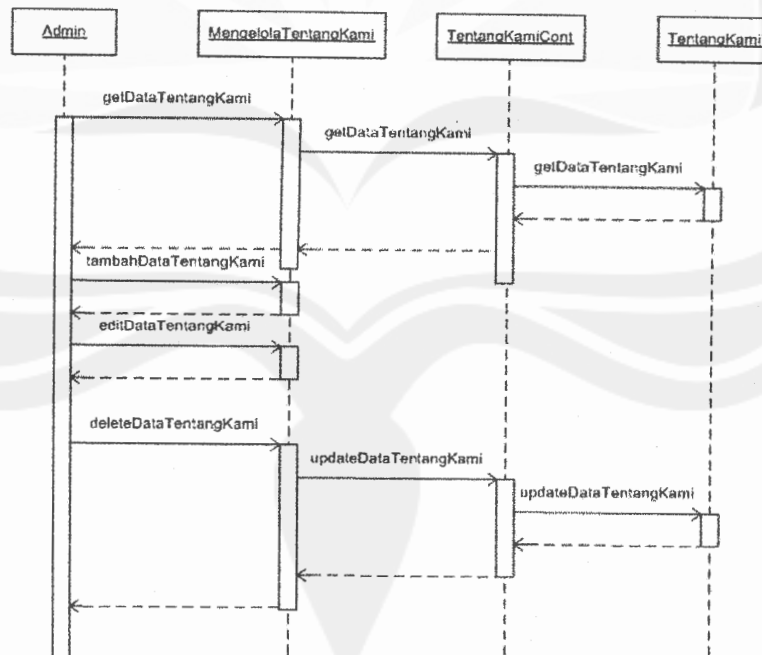 Admin
MengelolaTentangKami
TentangKamiCont
TentangKami
getDataTentangKami
getDataTentangKami
getDataTentangKami
tambahDataTentangKami
editDataTentangKami
deleteDataTentangKami
updateDataTentangKami
updateDataTentangKami